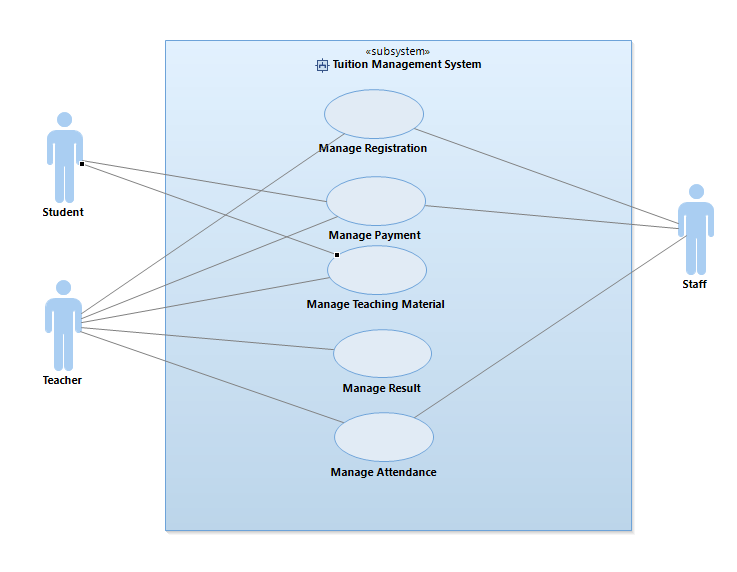 «subsystem»
Tuition Management System
Manage Registration
Student
Manage Payment
Staff
Manage Teaching Material
Teacher
Manage Result
Manage Attendance